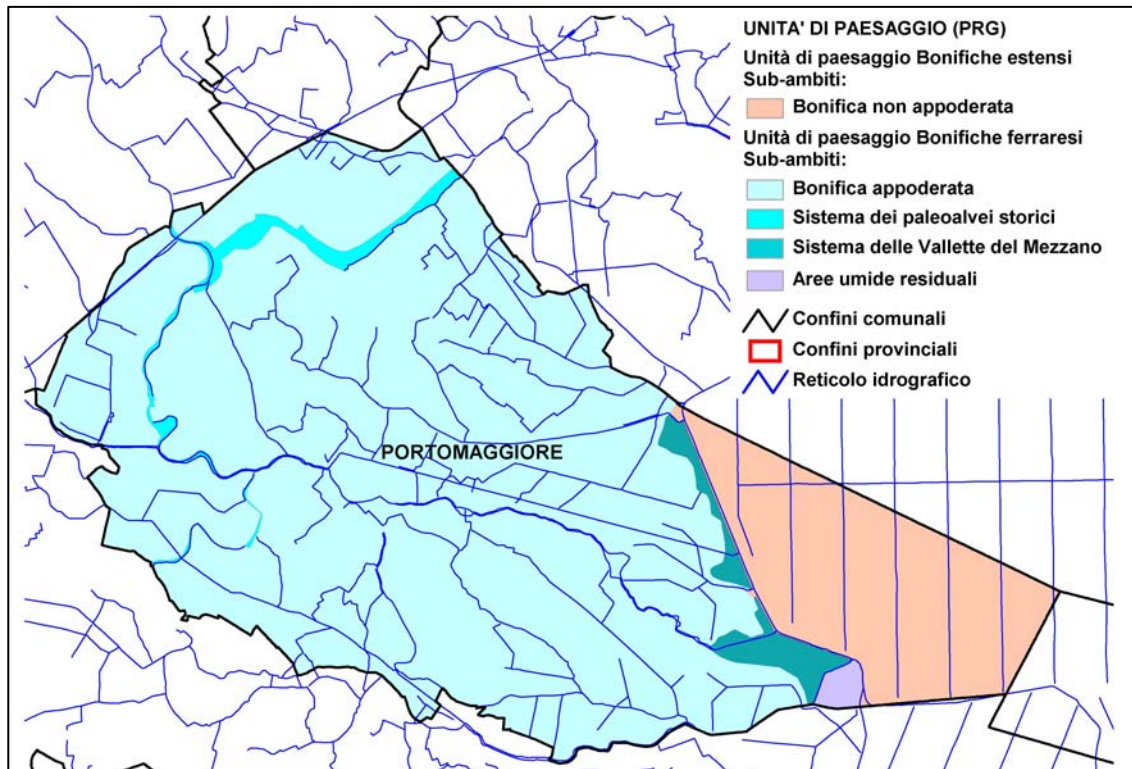 UNITA' DI PAESAGGIO (PRG)
Unità di paesaggio Bonifiche estensi
Sub-ambiti:
Bonifica non appoderata
Unità di paesaggio Bonifiche ferraresi
Sub-ambiti:
Bonifica appoderata
Sistema dei paleoalvei storici
Sistema delle Vallette del Mezzano
Aree umide residuali
Confini comunali
Confini provinciali
Reticolo idrografico
PORTOMAGGIORE